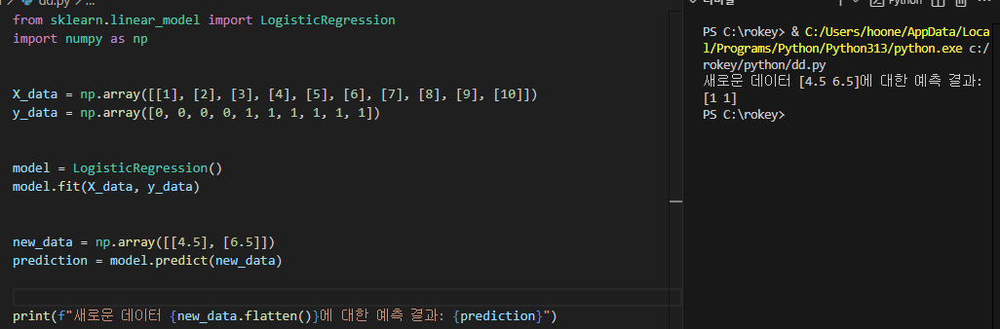 dd.py > ...
from sklearn.linear_model import LogisticRegression
import numpy as np
X_data = np.array([[1], [2], [3], [4], [5], [6], [7], [8], [9], [10]])
y_data = np.array([0, 0, 0, 0, 1, 1, 1, 1, 1, 1])
model = LogisticRegression()
model.fit(X_data, y_data)
new_data = np.array([[4.5], [6.5]])
prediction = model.predict(new_data)
print(f"새로운 데이터 {new_data.flatten()}에 대한 예측 결과: {prediction}")
Python
PS C:\rokey> & C:/Users/hoone/AppData/Loca
l/Programs/Python/Python313/python.exe c:/
rokey/python/dd.py
새로운 데이터 [4.5 6.5]에 대한 예측 결과:
[1 1]
PS C:\rokey>